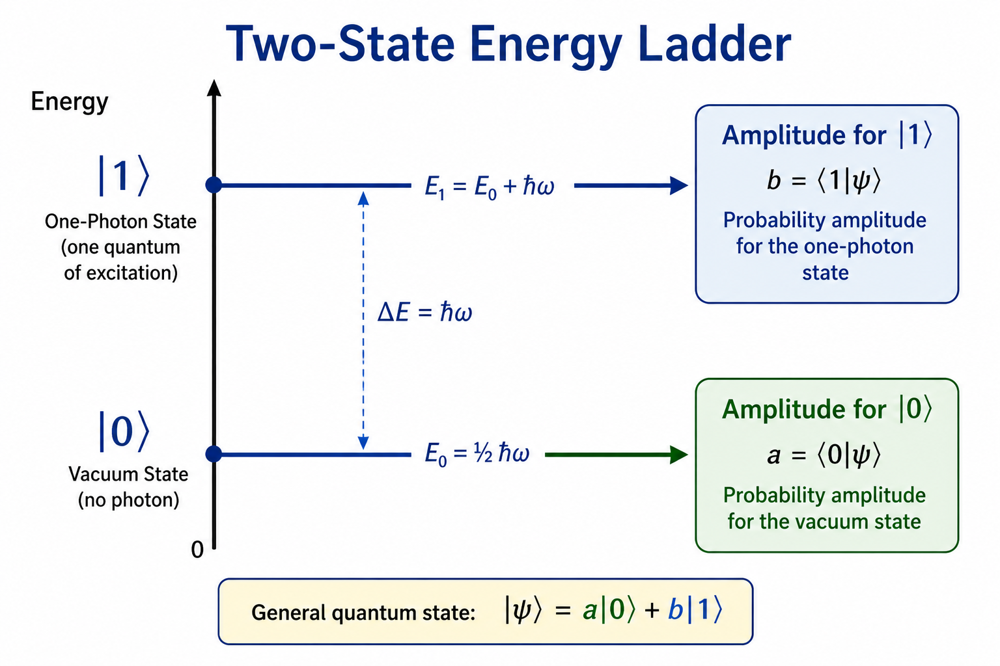 Two-State Energy Ladder
Energy
|1⟩
One-Photon State
(one quantum
of excitation)
E₁ = E₀ + ħω
Amplitude for |1⟩
b = ⟨1|ψ⟩
Probability amplitude
for the one-photon
state
ΔE = ħω
|0⟩
Vacuum State
(no photon)
E₀ = ½ ħω
Amplitude for |0⟩
a = ⟨0|ψ⟩
Probability amplitude
for the vacuum state
0
General quantum state: |ψ⟩ = a|0⟩ + b|1⟩